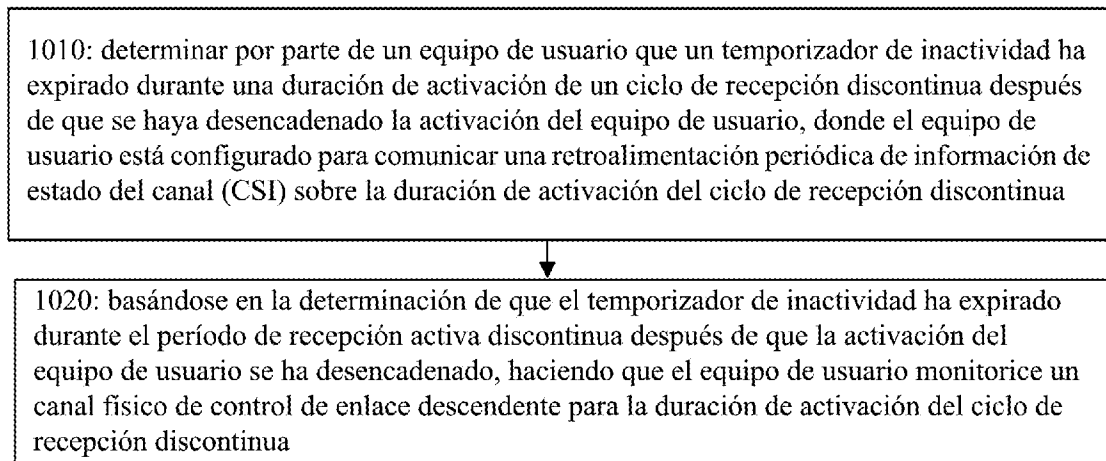 1010: determinar por parte de un equipo de usuario que un temporizador de inactividad ha
expirado durante una duración de activación de un ciclo de recepción discontinua después
de que se haya desencadenado la activación del equipo de usuario, donde el equipo de
usuario está configurado para comunicar una retroalimentación periódica de información de
estado del canal (CSI) sobre la duración de activación del ciclo de recepción discontinua
1020: basándose en la determinación de que el temporizador de inactividad ha expirado
durante el período de recepción activa discontinua después de que la activación del
equipo de usuario se ha desencadenado, haciendo que el equipo de usuario monitorice un
canal físico de control de enlace descendente para la duración de activación del ciclo de
recepción discontinua